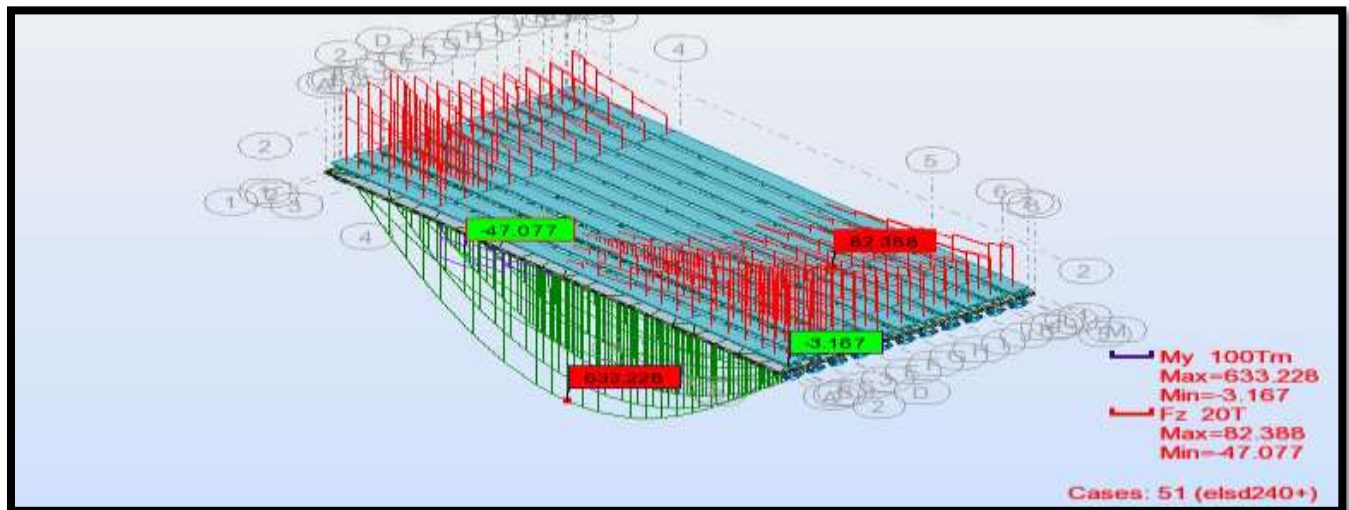 2
D
4
2
1
3
4
5
6
2
-47.077
82.388
-3.167
633.228
2
D
My 100Tm
Max=633.228
Min=-3.167
Fz 20T
Max=82.388
Min=-47.077
Cases: 51 (elsd240+)